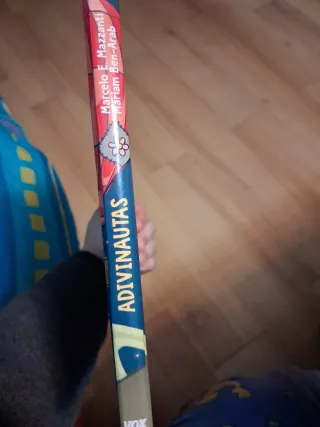 Marcelo E. Mazzanti
Mariam Ben-Arab
ADIVINAUTAS
VOX